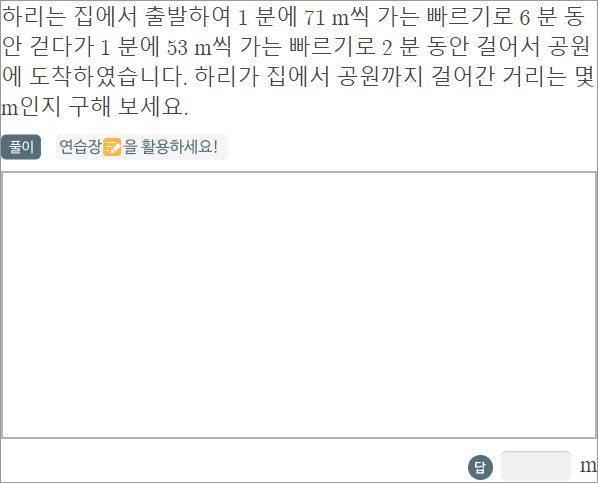 하리는 집에서 출발하여 1 분에 71 m씩 가는 빠르기로 6 분 동
안 걷다가 1 분에 53 m씩 가는 빠르기로 2 분 동안 걸어서 공원
에 도착하였습니다. 하리가 집에서 공원까지 걸어간 거리는 몇
m인지 구해 보세요.
풀이 연습장을 활용하세요!
답 m